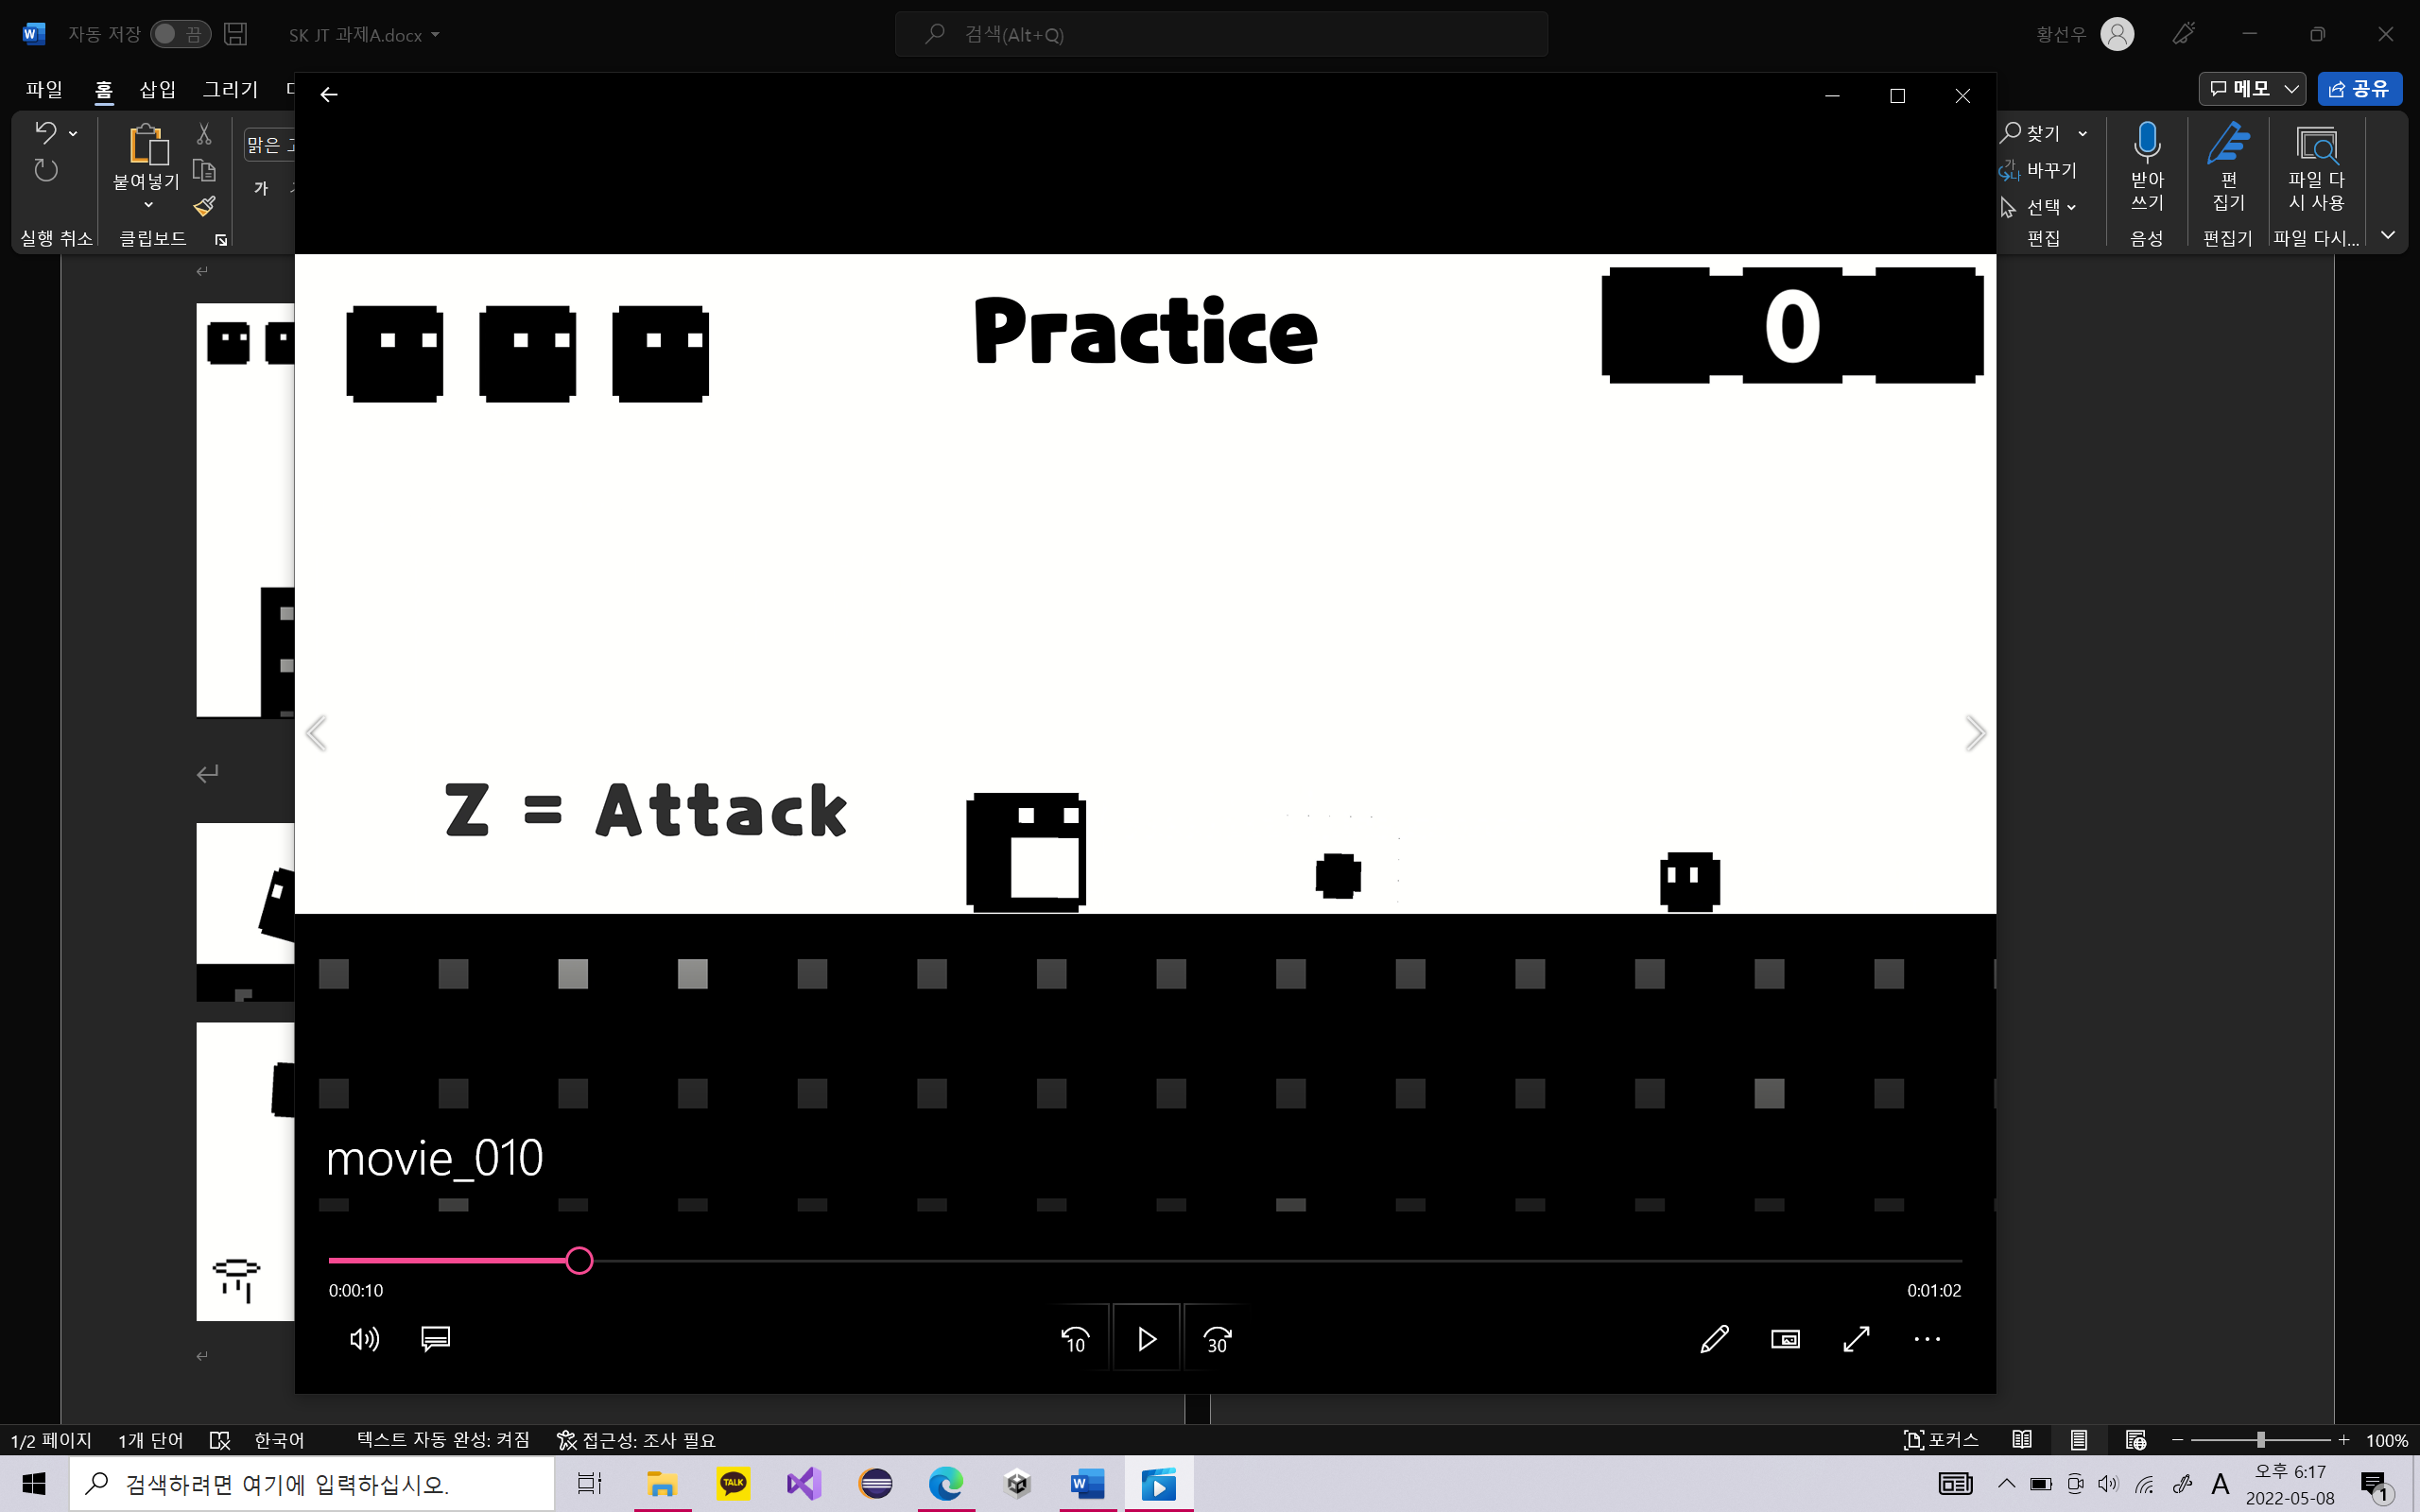 자동 저장 끔 SK JT 과제A.docx 검색(Alt+Q) 황선우
파일 홈 삽입 그리기 메모 공유
맑은 고
붙여넣기
가
찾기
바꾸기
선택
받아
쓰기
편
집기
파일 다
시 사용
실행 취소 클립보드 편집 음성 편집기 파일 다시...
Practice
0
Z = Attack
movie_010
0:00:10 0:01:02
10 30
1/2 페이지 1개 단어 한국어 텍스트 자동 완성: 켜짐 접근성: 조사 필요 포커스 100%
검색하려면 여기에 입력하십시오.
TALK
A
오후 6:17
2022-05-08
1